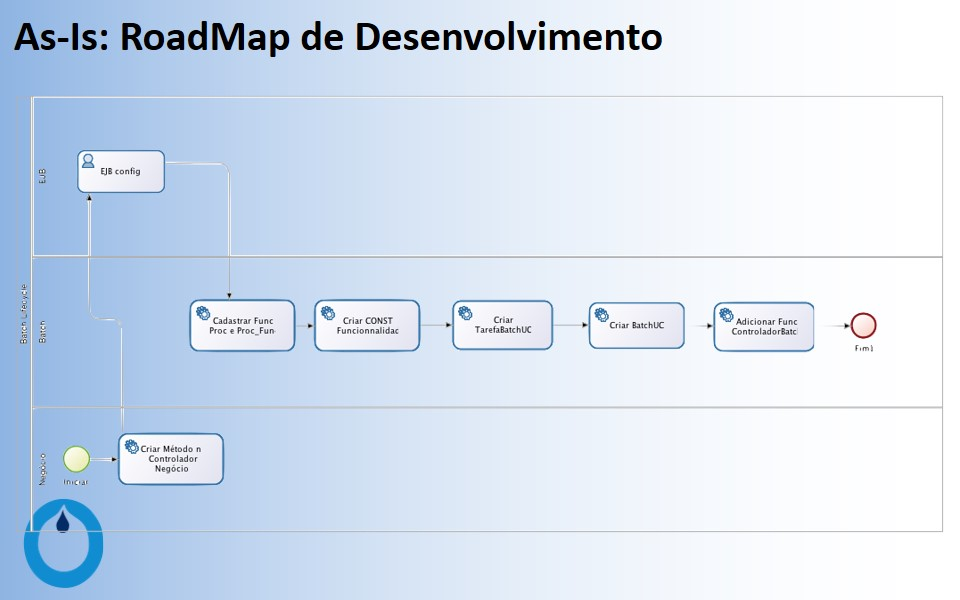 As-Is: RoadMap de Desenvolvimento
Batch Lifecycle
EJB
EJB config
Batch
Cadastrar Func
Proc e Proc_Fun
Criar CONST
Funcionnalidac
Criar
TarefaBatchUC
Criar BatchUC
Adicionar Func
ControladorBatc
Fim1
Negócio
Iniciar
Criar Método n
Controlador
Negócio